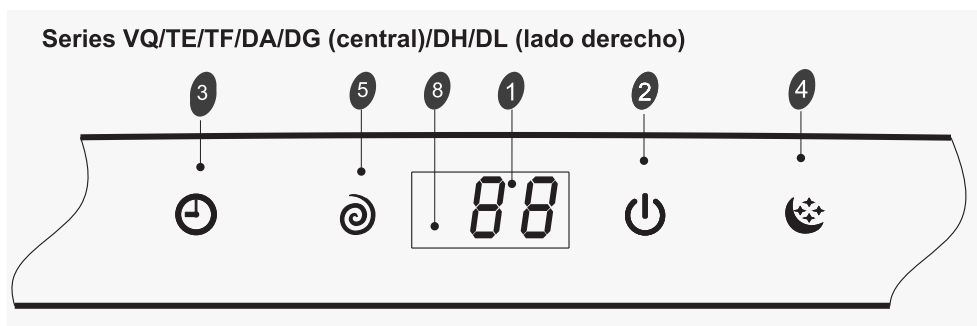 Series VQ/TE/TF/DA/DG (central)/DH/DL (lado derecho)
3 5 8 1 2 4
88